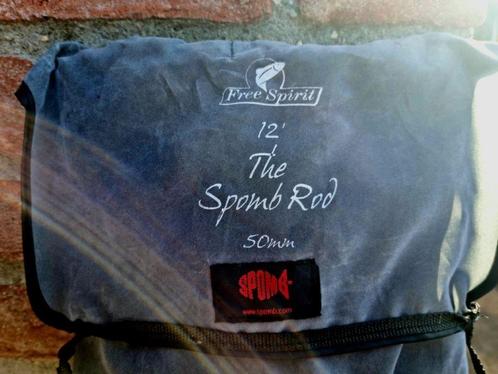 Free Spirit
12'
The
Spomb Rod
50mm
SPOMB
www.spomb.com